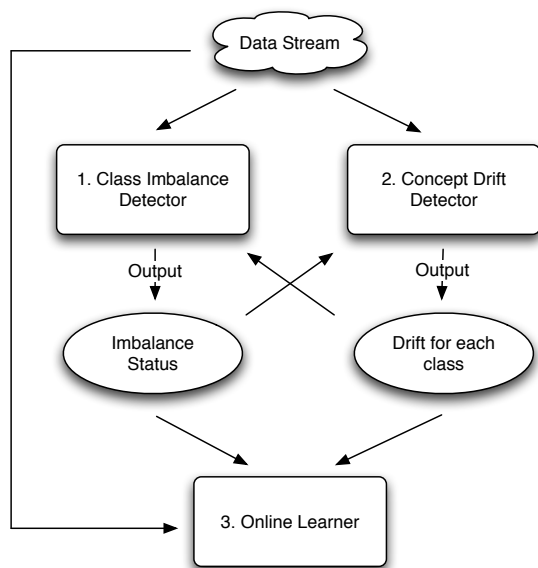 Data Stream
1. Class Imbalance
Detector
2. Concept Drift
Detector
Output
Output
Imbalance
Status
Drift for each
class
3. Online Learner